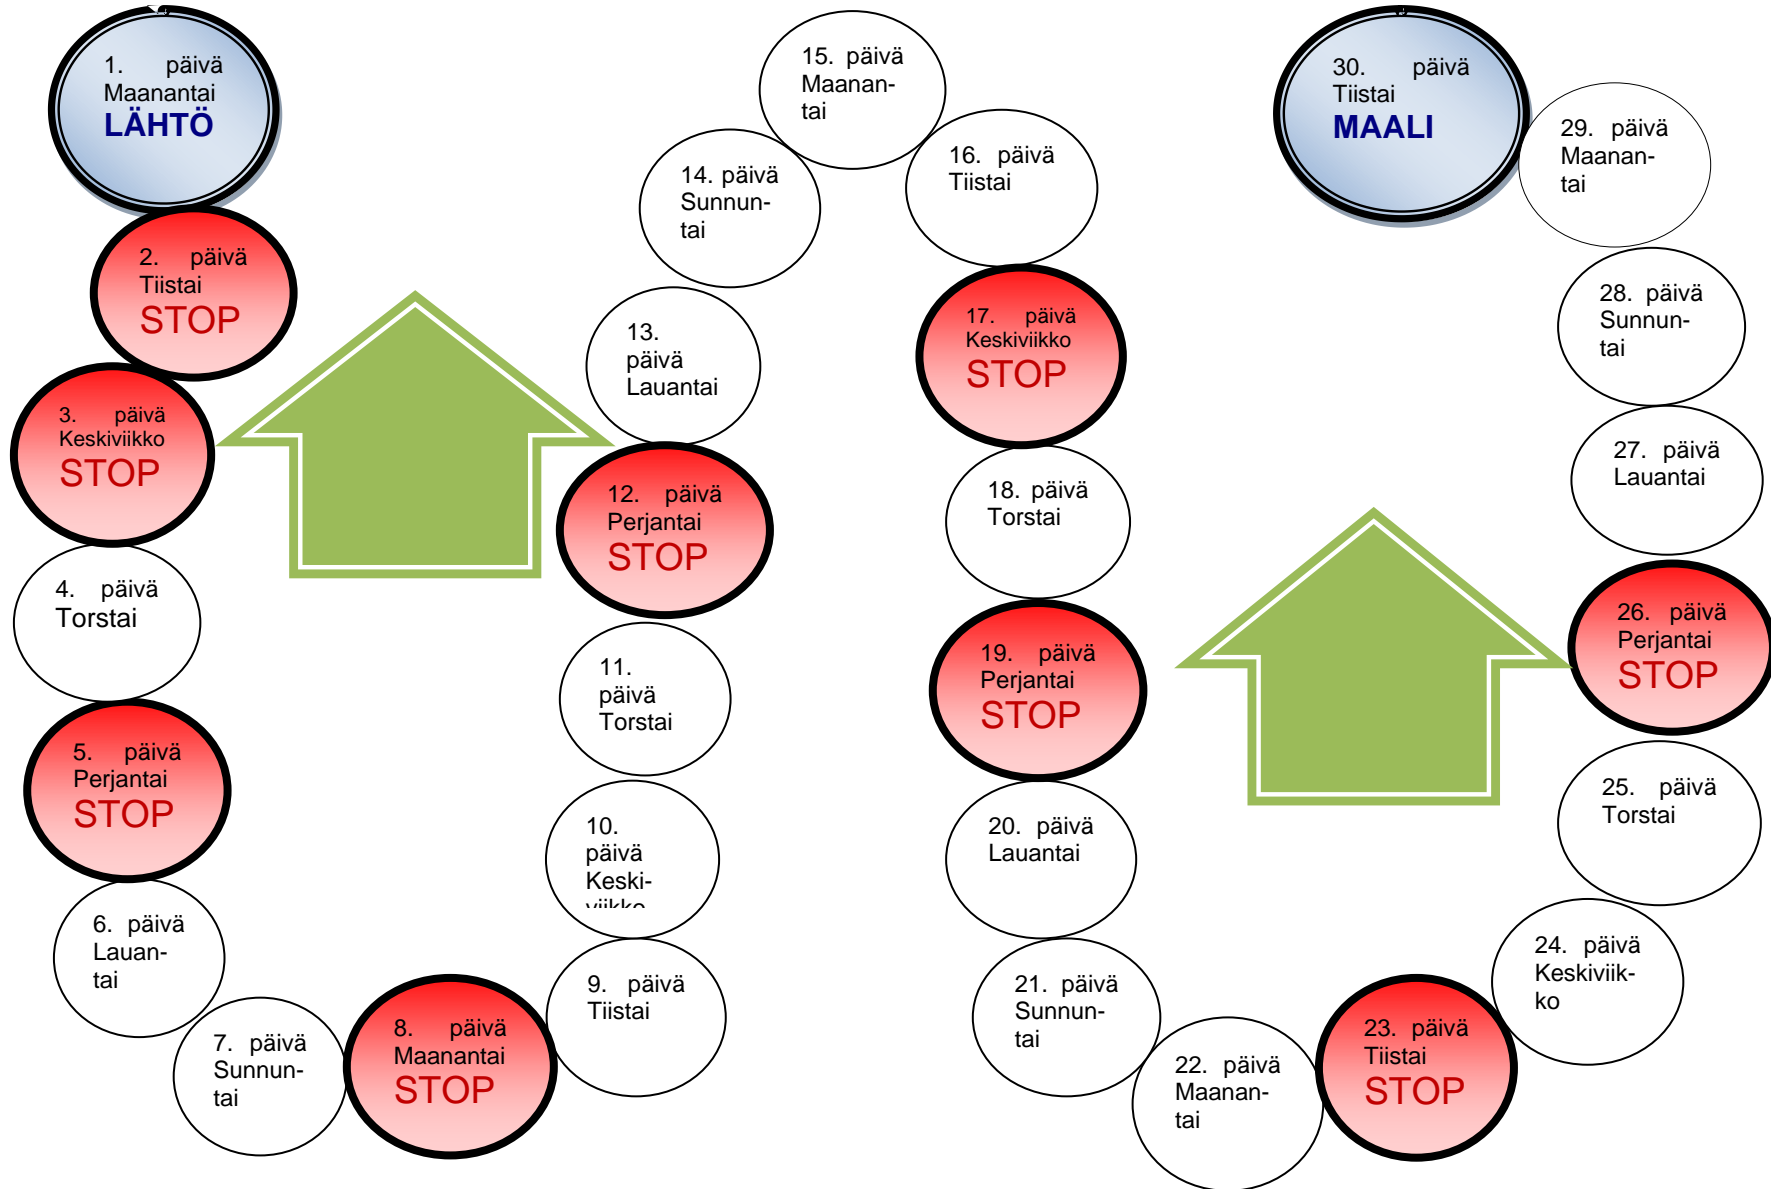 1. päivä
Maanantai
LÄHTÖ
2. päivä
Tiistai
STOP
3. päivä
Keskiviikko
STOP
4. päivä
Torstai
5. päivä
Perjantai
STOP
6. päivä
Lauan-
tai
7. päivä
Sunnun-
tai
8. päivä
Maanantai
STOP
9. päivä
Tiistai
10.
päivä
Keski-
viikko
11.
päivä
Torstai
12. päivä
Perjantai
STOP
13.
päivä
Lauantai
14. päivä
Sunnun-
tai
15. päivä
Maanan-
tai
16. päivä
Tiistai
17. päivä
Keskiviikko
STOP
18. päivä
Torstai
19. päivä
Perjantai
STOP
20. päivä
Lauantai
21. päivä
Sunnun-
tai
22. päivä
Maanan-
tai
23. päivä
Tiistai
STOP
24. päivä
Keskiviik-
ko
25. päivä
Torstai
26. päivä
Perjantai
STOP
27. päivä
Lauantai
28. päivä
Sunnun-
tai
29. päivä
Maanan-
tai
30. päivä
Tiistai
MAALI